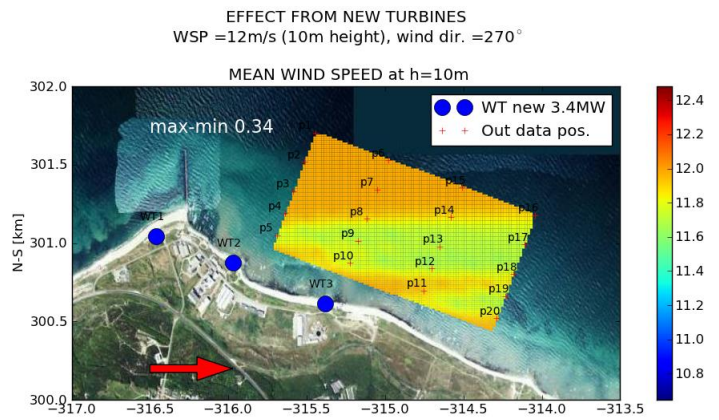 EFFECT FROM NEW TURBINES
WSP =12m/s (10m height), wind dir. =270°
MEAN WIND SPEED at h=10m
302.0
301.5
301.0
300.5
300.0
N-S [km]
max-min 0.34
WT new 3.4MW
Out data pos.
p2
p6
p3
p7
p15
p4
p8
p14
p16
p5
p9
p13
p17
p10
p12
p18
p11
p19
p20
WT1
WT2
WT3
−317.0
−316.5
−316.0
−315.5
−315.0
−314.5
−314.0
−313.5
12.4
12.2
12.0
11.8
11.6
11.4
11.2
11.0
10.8